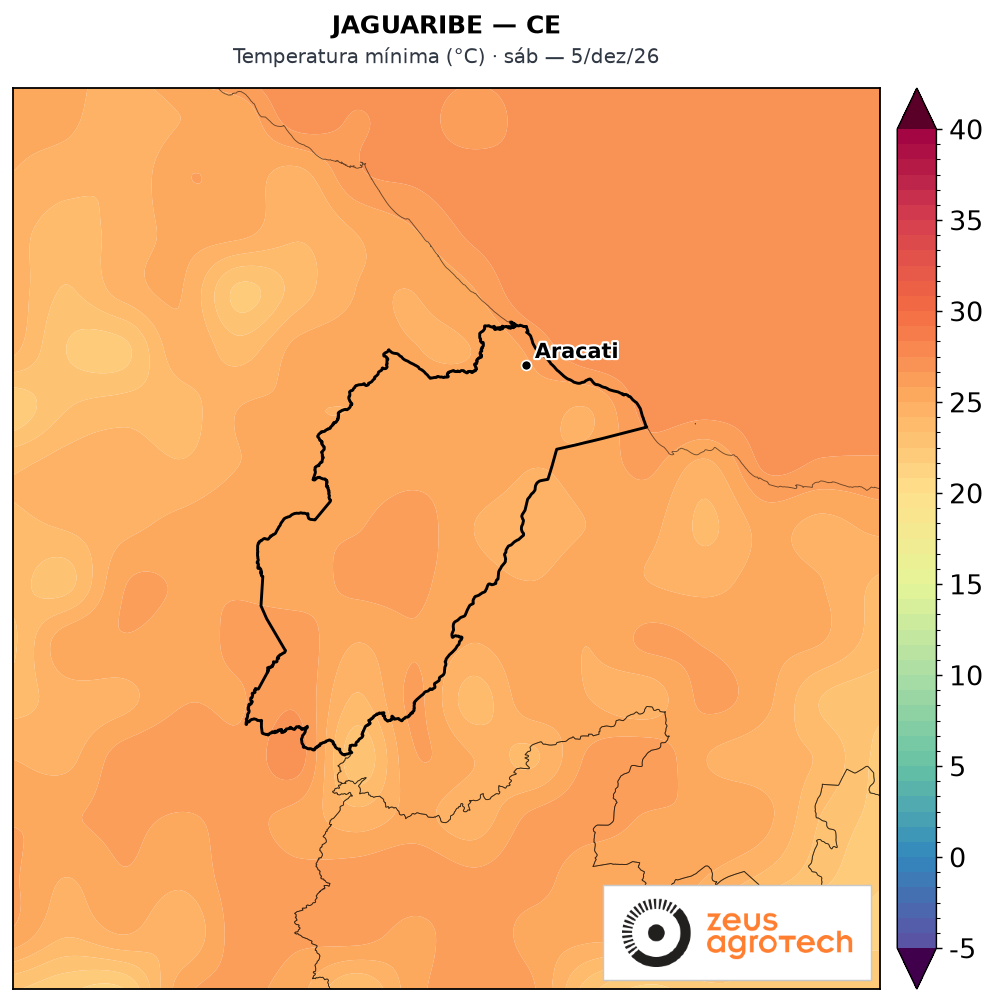 JAGUARIBE — CE
Temperatura mínima (°C) · sáb — 5/dez/26
Aracati
40
35
30
25
20
15
10
5
0
-5
zeus
agrotech